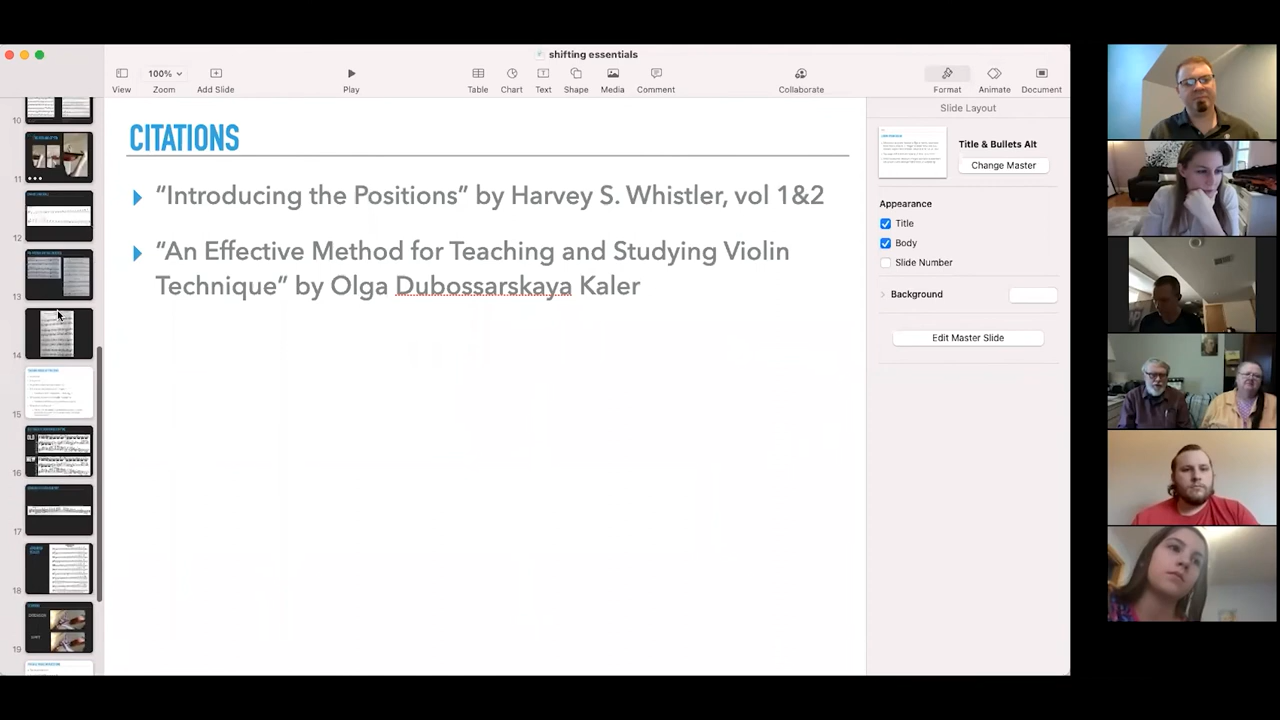 shifting essentials
100%
View Zoom Add Slide Play Table Chart Text Shape Media Comment Collaborate Format Animate Document
10
11
12
13
14
15
16
17
18
19
CITATIONS
“Introducing the Positions” by Harvey S. Whistler, vol 1&2
“An Effective Method for Teaching and Studying Violin
Technique” by Olga Dubossarskaya Kaler
Slide Layout
Title & Bullets Alt
Change Master
Appearance
Title
Body
Slide Number
Background
Edit Master Slide